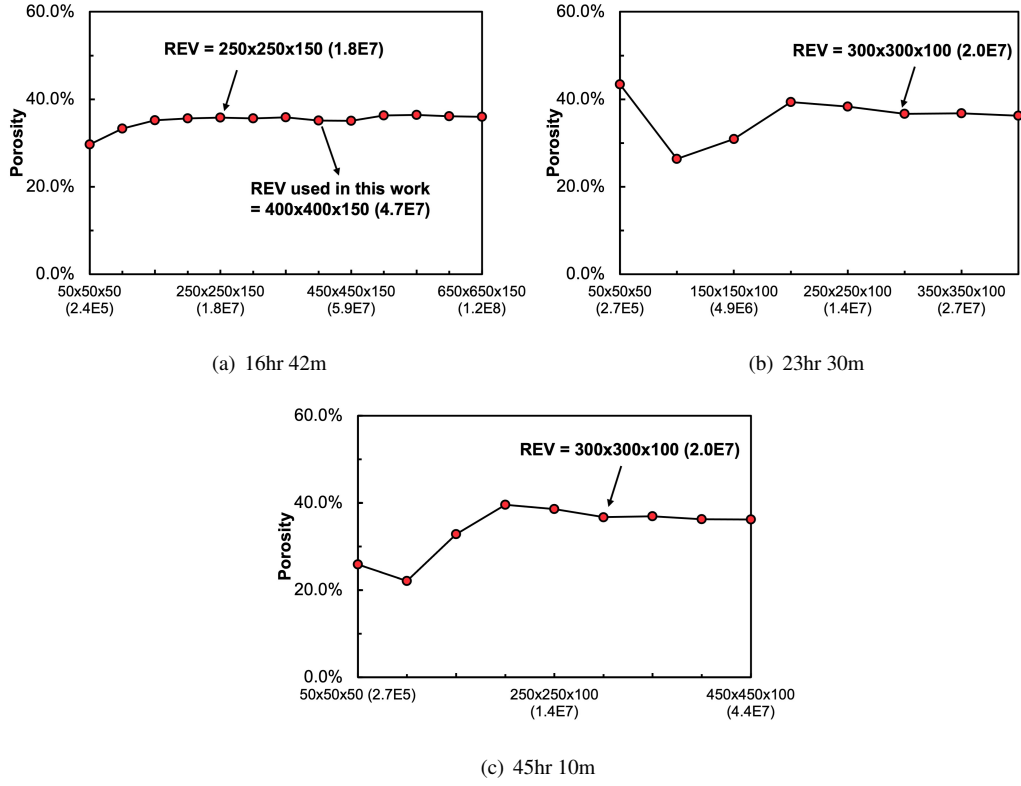 60.0%
40.0%
20.0%
0.0%
Porosity
REV = 250x250x150 (1.8E7)
REV used in this work
= 400x400x150 (4.7E7)
50x50x50 250x250x150 450x450x150 650x650x150
(2.4E5) (1.8E7) (5.9E7) (1.2E8)
(a) 16hr 42m
60.0%
40.0%
20.0%
0.0%
Porosity
REV = 300x300x100 (2.0E7)
50x50x50 150x150x100 250x250x100 350x350x100
(2.7E5) (4.9E6) (1.4E7) (2.7E7)
(b) 23hr 30m
60.0%
40.0%
20.0%
0.0%
Porosity
REV = 300x300x100 (2.0E7)
50x50x50 (2.7E5) 250x250x100 450x450x100
(1.4E7) (4.4E7)
(c) 45hr 10m